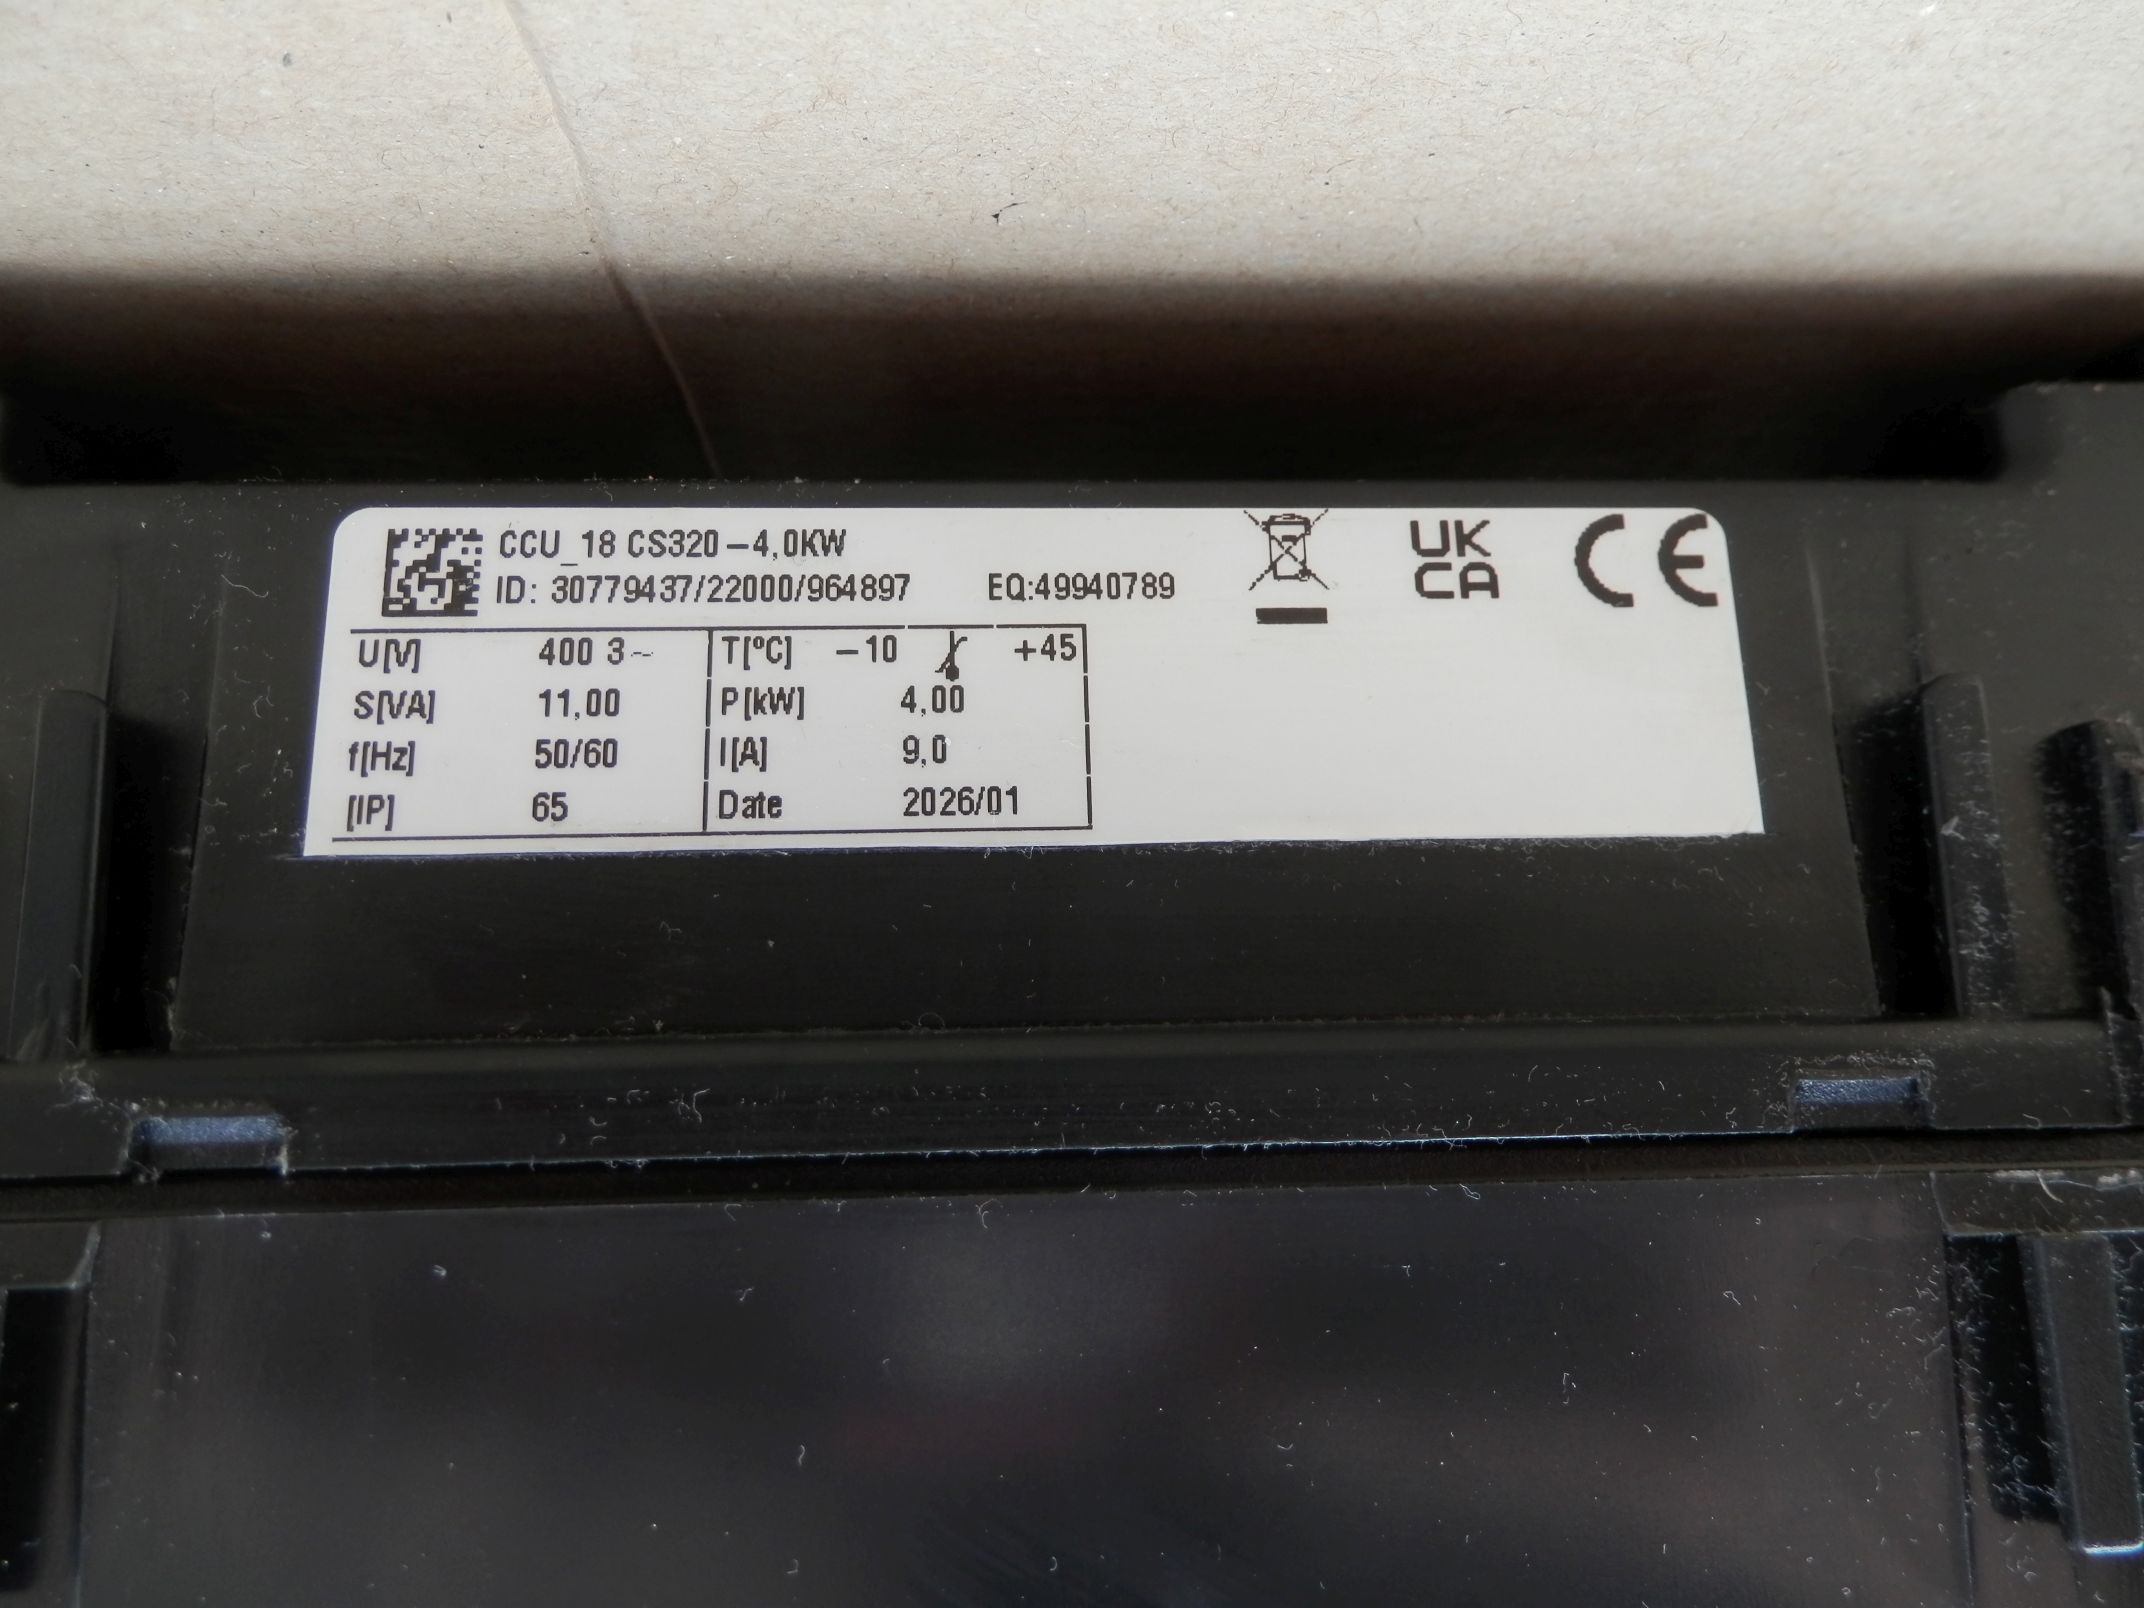 CCU_18 CS320-4,0KW
ID: 30779437/22000/964897 EQ:49940789
UK
CA
CE
U[V] 400 3~ T[ºC] -10 +45
S[VA] 11,00 P[kW] 4,00
f[Hz] 50/60 I[A] 9,0
[IP] 65 Date 2026/01